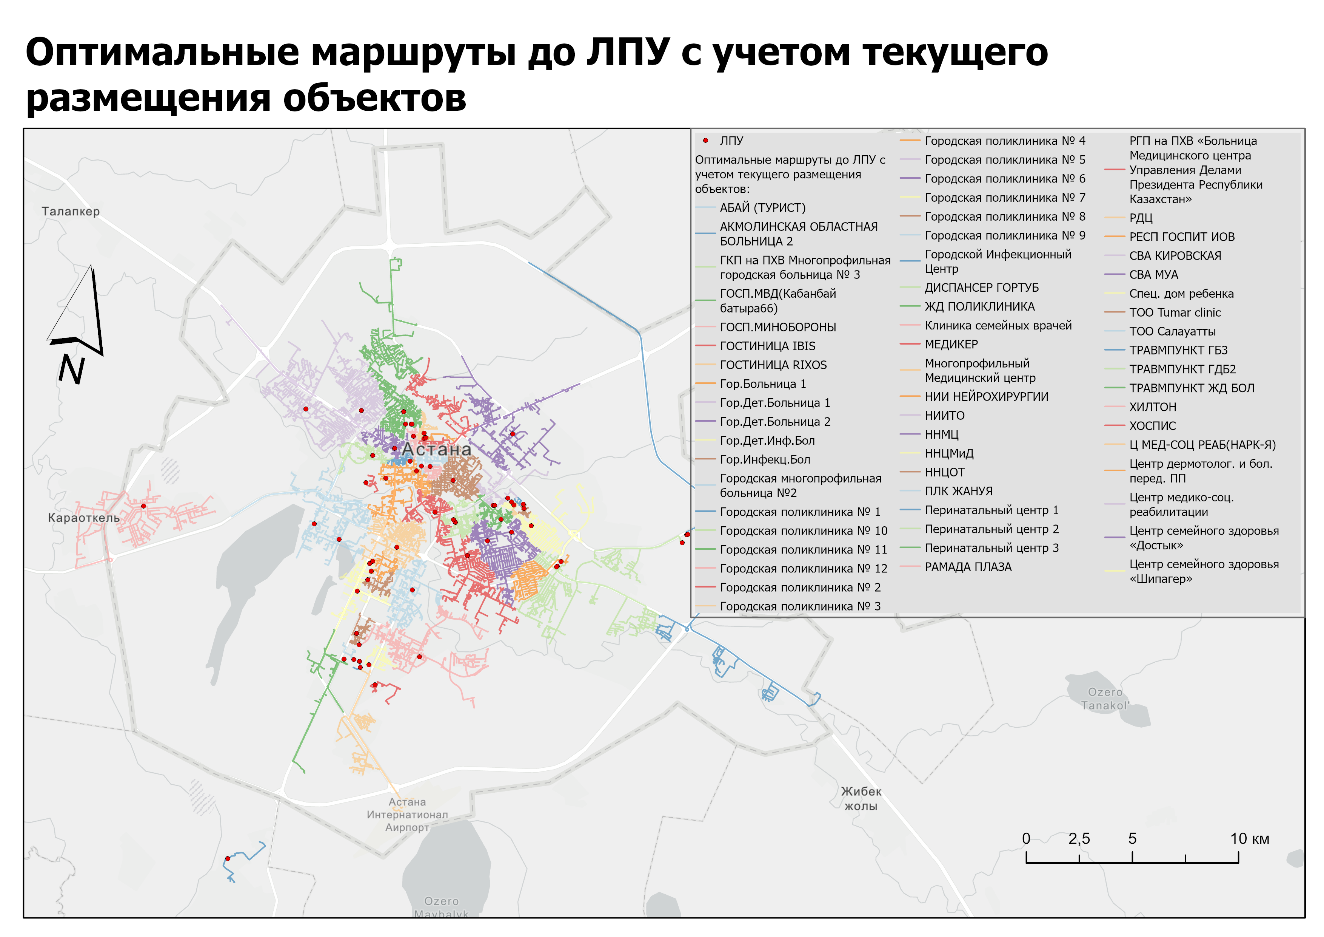 Оптимальные маршруты до ЛПУ с учетом текущего
размещения объектов
ЛПУ
Оптимальные маршруты до ЛПУ с
учетом текущего размещения
объектов:
АБАЙ (ТУРИСТ)
АКМОЛИНСКАЯ ОБЛАСТНАЯ
БОЛЬНИЦА 2
ГКП на ПХВ Многопрофильная
городская больница № 3
ГОСП.МВД(Кабанбай
батыра66)
ГОСП.МИНОБОРОНЫ
ГОСТИНИЦА IBIS
ГОСТИНИЦА RIXOS
Гор.Больница 1
Гор.Дет.Больница 1
Гор.Дет.Больница 2
Гор.Дет.Инф.Бол
Гор.Инфекц.Бол
Городская многопрофильная
больница №2
Городская поликлиника № 1
Городская поликлиника № 10
Городская поликлиника № 11
Городская поликлиника № 12
Городская поликлиника № 2
Городская поликлиника № 3
Городская поликлиника № 4
Городская поликлиника № 5
Городская поликлиника № 6
Городская поликлиника № 7
Городская поликлиника № 8
Городская поликлиника № 9
Городской Инфекционный
Центр
ДИСПАНСЕР ГОРТУБ
ЖД ПОЛИКЛИНИКА
Клиника семейных врачей
МЕДИКЕР
Многопрофильный
Медицинский центр
НИИ НЕЙРОХИРУРГИИ
НИИТО
ННМЦ
ННЦМиД
ННЦОТ
ПЛК ЖАНУЯ
Перинатальный центр 1
Перинатальный центр 2
Перинатальный центр 3
РАМАДА ПЛАЗА
РГП на ПХВ «Больница
Медицинского центра
Управления Делами
Президента Республики
Казахстан»
РДЦ
РЕСП ГОСПИТ ИОВ
СВА КИРОВСКАЯ
СВА МУА
Спец. дом ребенка
ТОО Tumar clinic
ТОО Салауатты
ТРАВМПУНКТ ГБ3
ТРАВМПУНКТ ГДБ2
ТРАВМПУНКТ ЖД БОЛ
ХИЛТОН
ХОСПИС
Ц МЕД-СОЦ РЕАБ(НАРК-Я)
Центр дермотолог. и бол.
перед. ПП
Центр медико-соц.
реабилитации
Центр семейного здоровья
«Достык»
Центр семейного здоровья
«Шипагер»
Талапкер
N
Астана
Караоткель
Ozero
Tanakol'
Жибек
жолы
Астана
Интернационал
Аирпорт
0 2,5 5 10 км
Ozero
Maybalyk